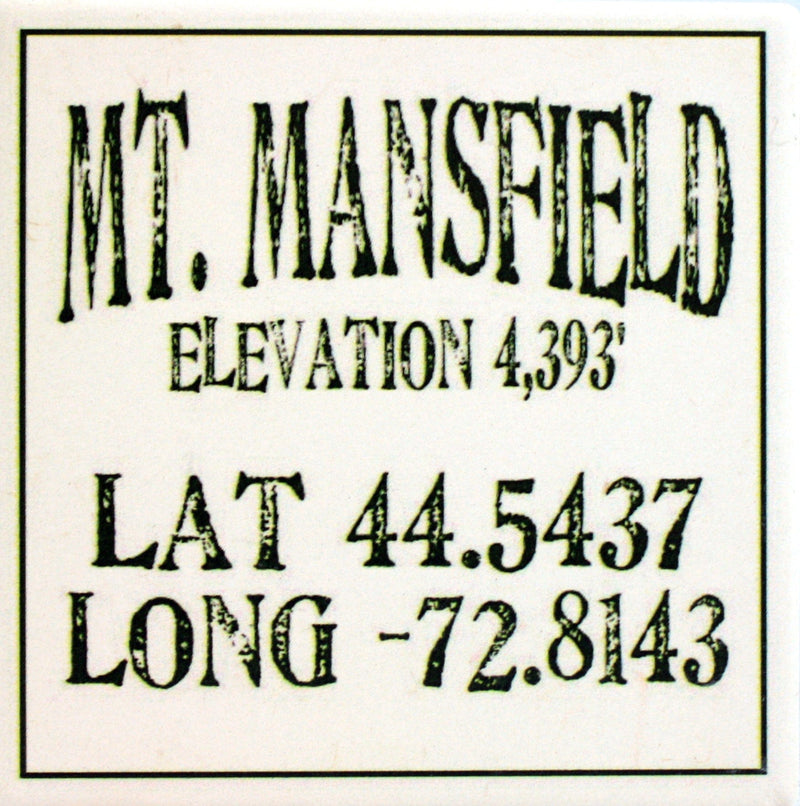 MT. MANSFIELD
ELEVATION 4,393'
LAT 44.5437
LONG -72.8143